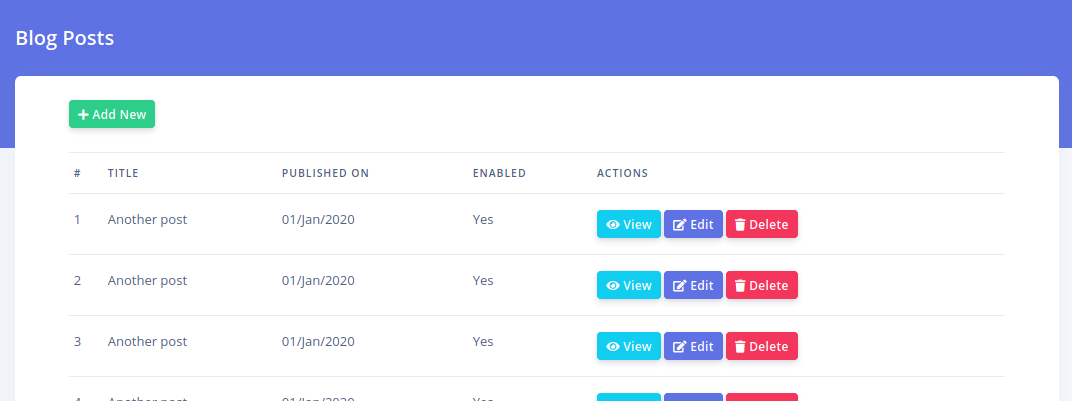 Blog Posts
Add New
# TITLE PUBLISHED ON ENABLED ACTIONS
1 Another post 01/Jan/2020 Yes View Edit Delete
2 Another post 01/Jan/2020 Yes View Edit Delete
3 Another post 01/Jan/2020 Yes View Edit Delete
4 Another post 01/Jan/2020 Yes